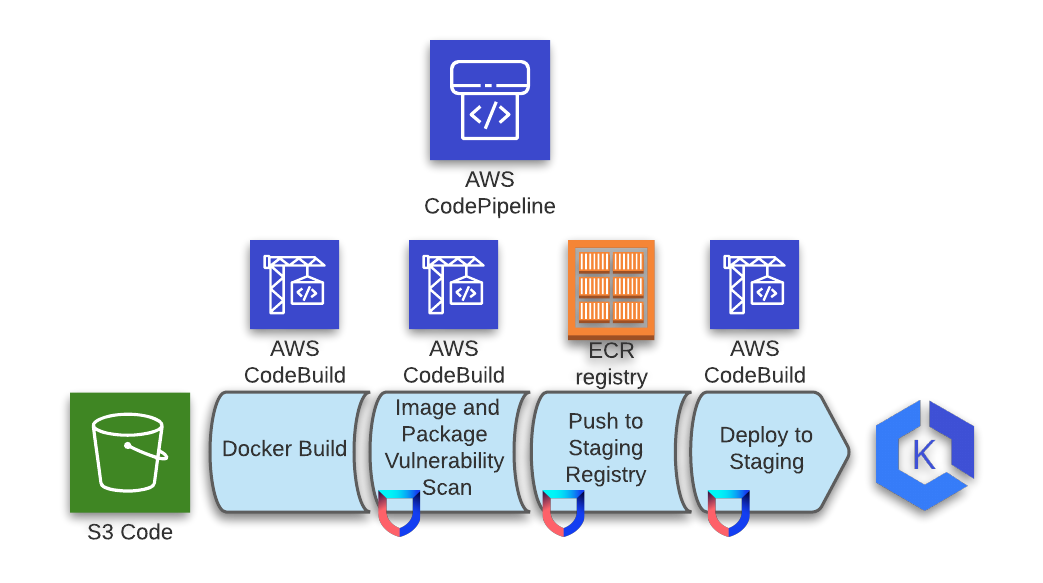 AWS
CodePipeline
AWS
CodeBuild
AWS
CodeBuild
ECR
registry
AWS
CodeBuild
S3 Code
Docker Build
Image and
Package
Vulnerability
Scan
Push to
Staging
Registry
Deploy to
Staging
K